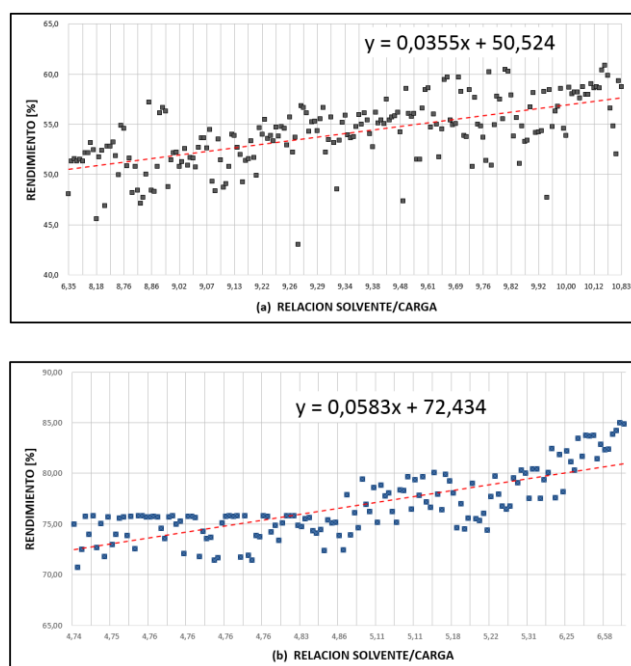 65,0
y = 0,0355x + 50,524
60,0
55,0
50,0
45,0
40,0
RENDIMIENTO [%]
6,35 8,18 8,76 8,86 9,02 9,07 9,13 9,22 9,26 9,29 9,36 9,40 9,48 9,61 9,69 9,76 9,82 9,92 10,00 10,12 10,83
(a) RELACION SOLVENTE/CARGA
90,00
y = 0,0583x + 72,434
85,00
80,00
75,00
70,00
65,00
RENDIMIENTO [%]
4,74 4,75 4,76 4,76 4,76 4,76 4,83 4,86 5,11 5,11 5,18 5,22 5,31 6,25 6,58
(b) RELACION SOLVENTE/CARGA